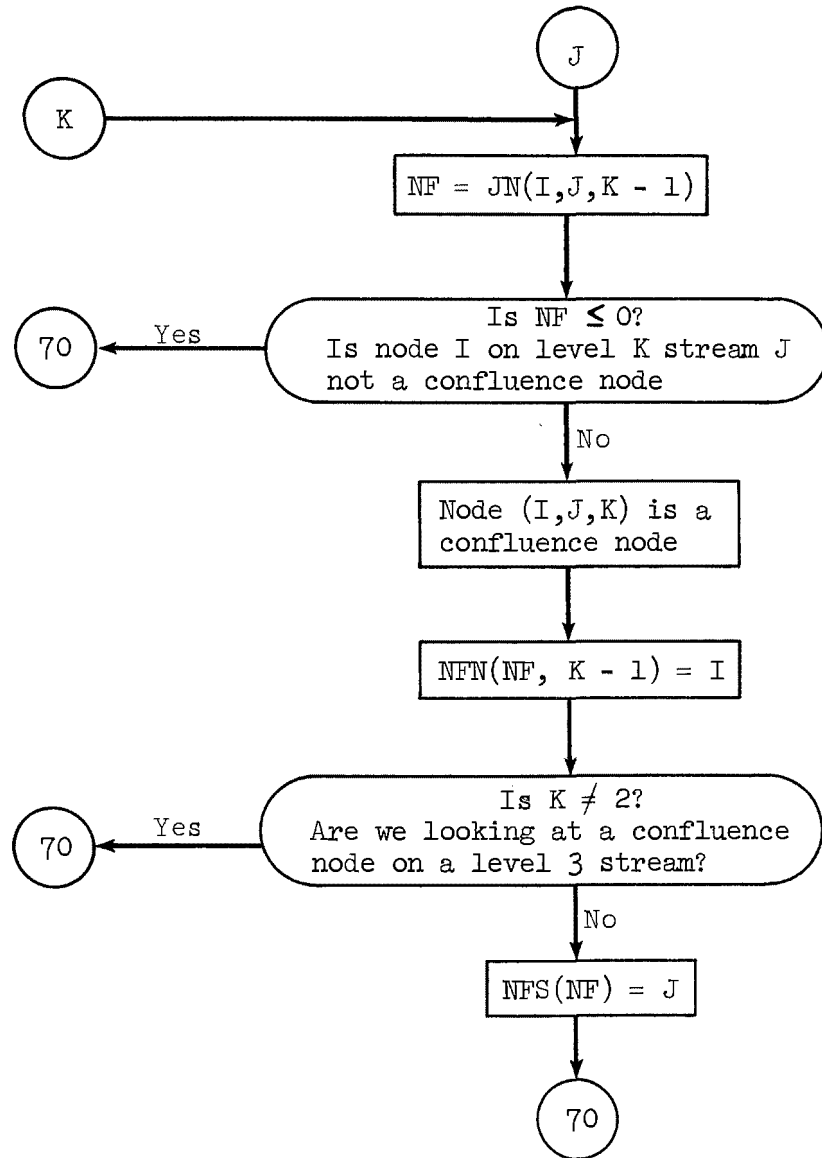 J
K
NF = JN(I,J,K - 1)
Is NF ≤ 0?
Is node I on level K stream J
not a confluence node
Yes
70
No
Node (I,J,K) is a
confluence node
NFN(NF, K - 1) = I
Is K ≠ 2?
Are we looking at a confluence
node on a level 3 stream?
Yes
70
No
NFS(NF) = J
70